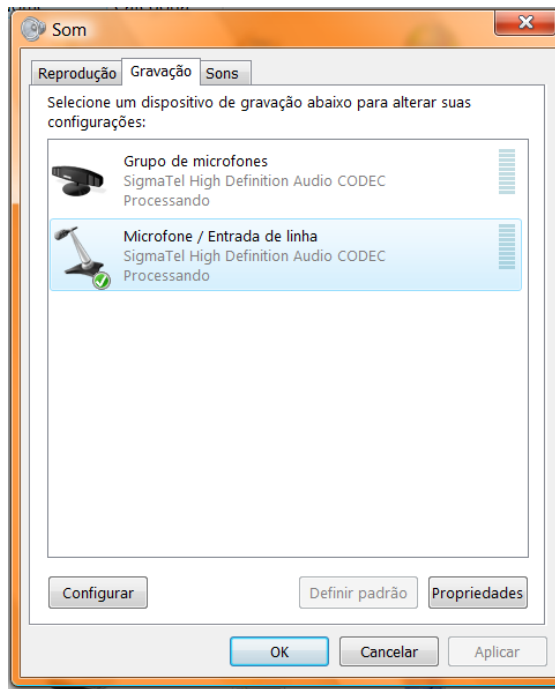 Som
Reprodução Gravação Sons
Selecione um dispositivo de gravação abaixo para alterar suas
configurações:
Grupo de microfones
SigmaTel High Definition Audio CODEC
Processando
Microfone / Entrada de linha
SigmaTel High Definition Audio CODEC
Processando
Configurar Definir padrão Propriedades
OK Cancelar Aplicar